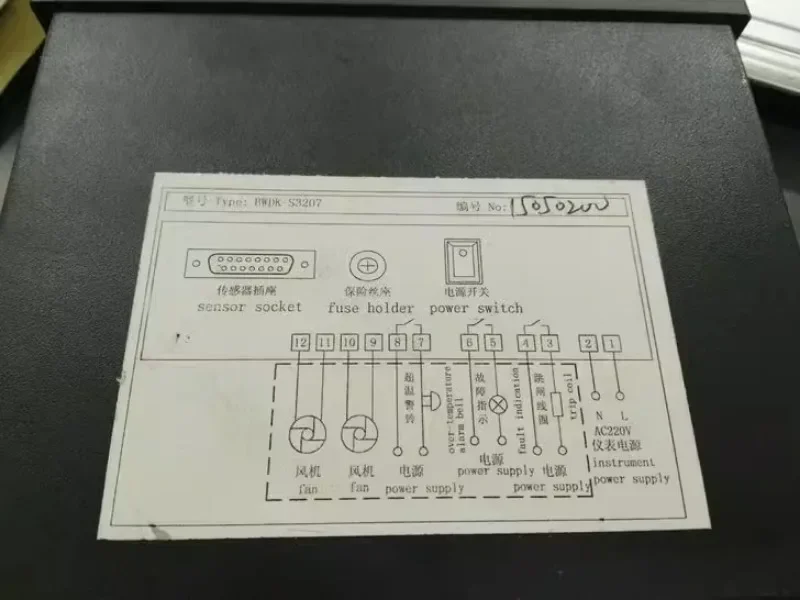 型号 Type: BWDK-S3207
编号 No: 15050200
传感器插座
sensor socket
保险丝座
fuse holder
电源开关
power switch
12 11 10 9 8 7 6 5 4 3 2 1
超温警铃
over-temperature
alarm bell
故障指示
fault indication
跳闸线圈
trip coil
N L
AC220V
仪表电源
instrument
power supply
风机
fan
风机
fan
电源
power supply
电源
power supply
电源
power supply